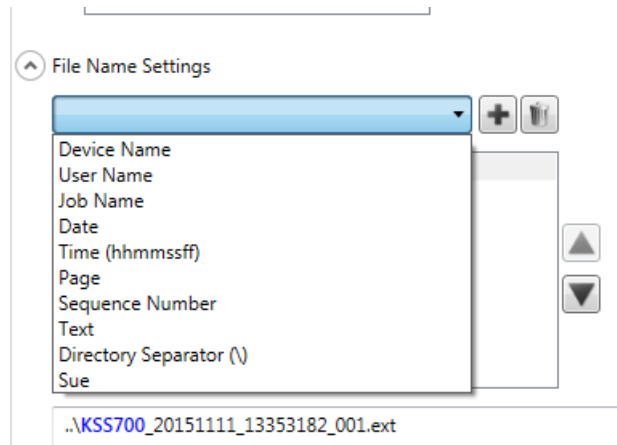 File Name Settings
Device Name
User Name
Job Name
Date
Time (hhmmssff)
Page
Sequence Number
Text
Directory Separator (\)
Sue
..\KSS700_20151111_13353182_001.ext